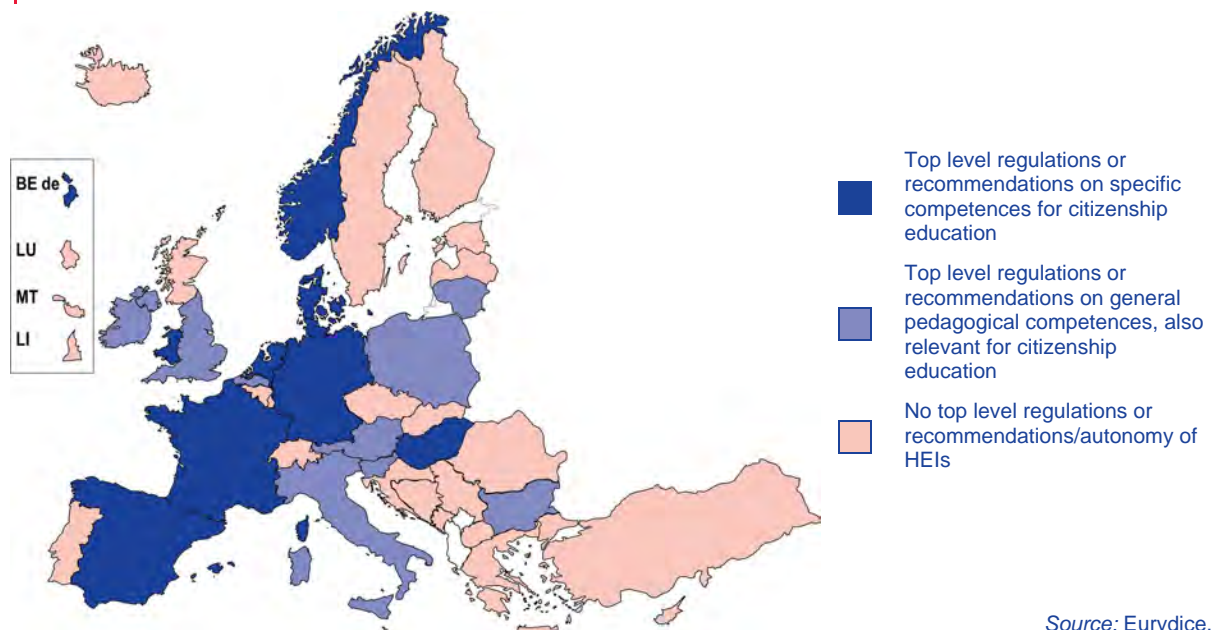 BE de
LU
MT
LI
Top level regulations or
recommendations on specific
competences for citizenship
education
Top level regulations or
recommendations on general
pedagogical competences, also
relevant for citizenship
education
No top level regulations or
recommendations/autonomy of
HEIs
Source: Eurydice.